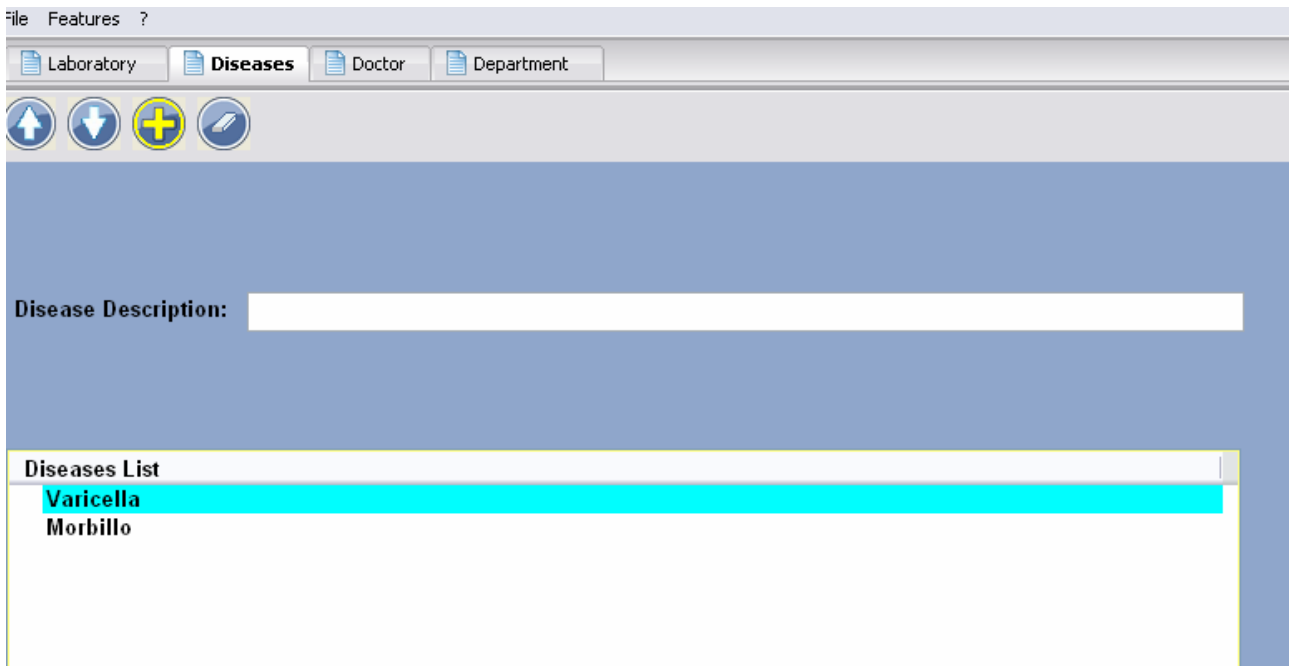 File Features ?
Laboratory Diseases Doctor Department
Disease Description:
Diseases List
Varicella
Morbillo